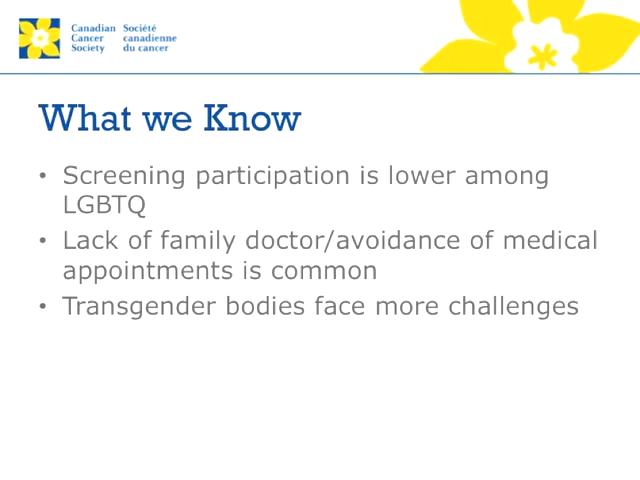 Canadian Société
Cancer canadienne
Society du cancer
What we Know
• Screening participation is lower among
LGBTQ
• Lack of family doctor/avoidance of medical
appointments is common
• Transgender bodies face more challenges